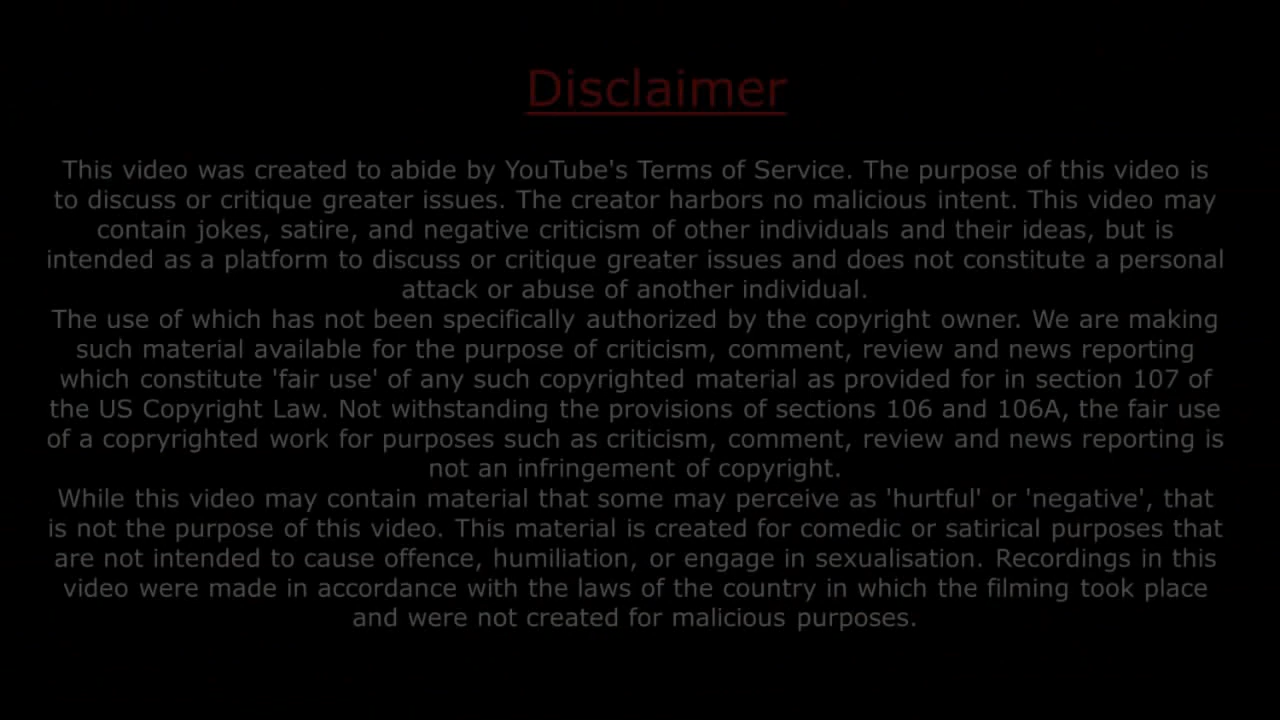 Disclaimer
This video was created to abide by YouTube's Terms of Service. The purpose of this video is
to discuss or critique greater issues. The creator harbors no malicious intent. This video may
contain jokes, satire, and negative criticism of other individuals and their ideas, but is
intended as a platform to discuss or critique greater issues and does not constitute a personal
attack or abuse of another individual.
The use of which has not been specifically authorized by the copyright owner. We are making
such material available for the purpose of criticism, comment, review and news reporting
which constitute 'fair use' of any such copyrighted material as provided for in section 107 of
the US Copyright Law. Not withstanding the provisions of sections 106 and 106A, the fair use
of a copryrighted work for purposes such as criticism, comment, review and news reporting is
not an infringement of copyright.
While this video may contain material that some may perceive as 'hurtful' or 'negative', that
is not the purpose of this video. This material is created for comedic or satirical purposes that
are not intended to cause offence, humiliation, or engage in sexualisation. Recordings in this
video were made in accordance with the laws of the country in which the filming took place
and were not created for malicious purposes.